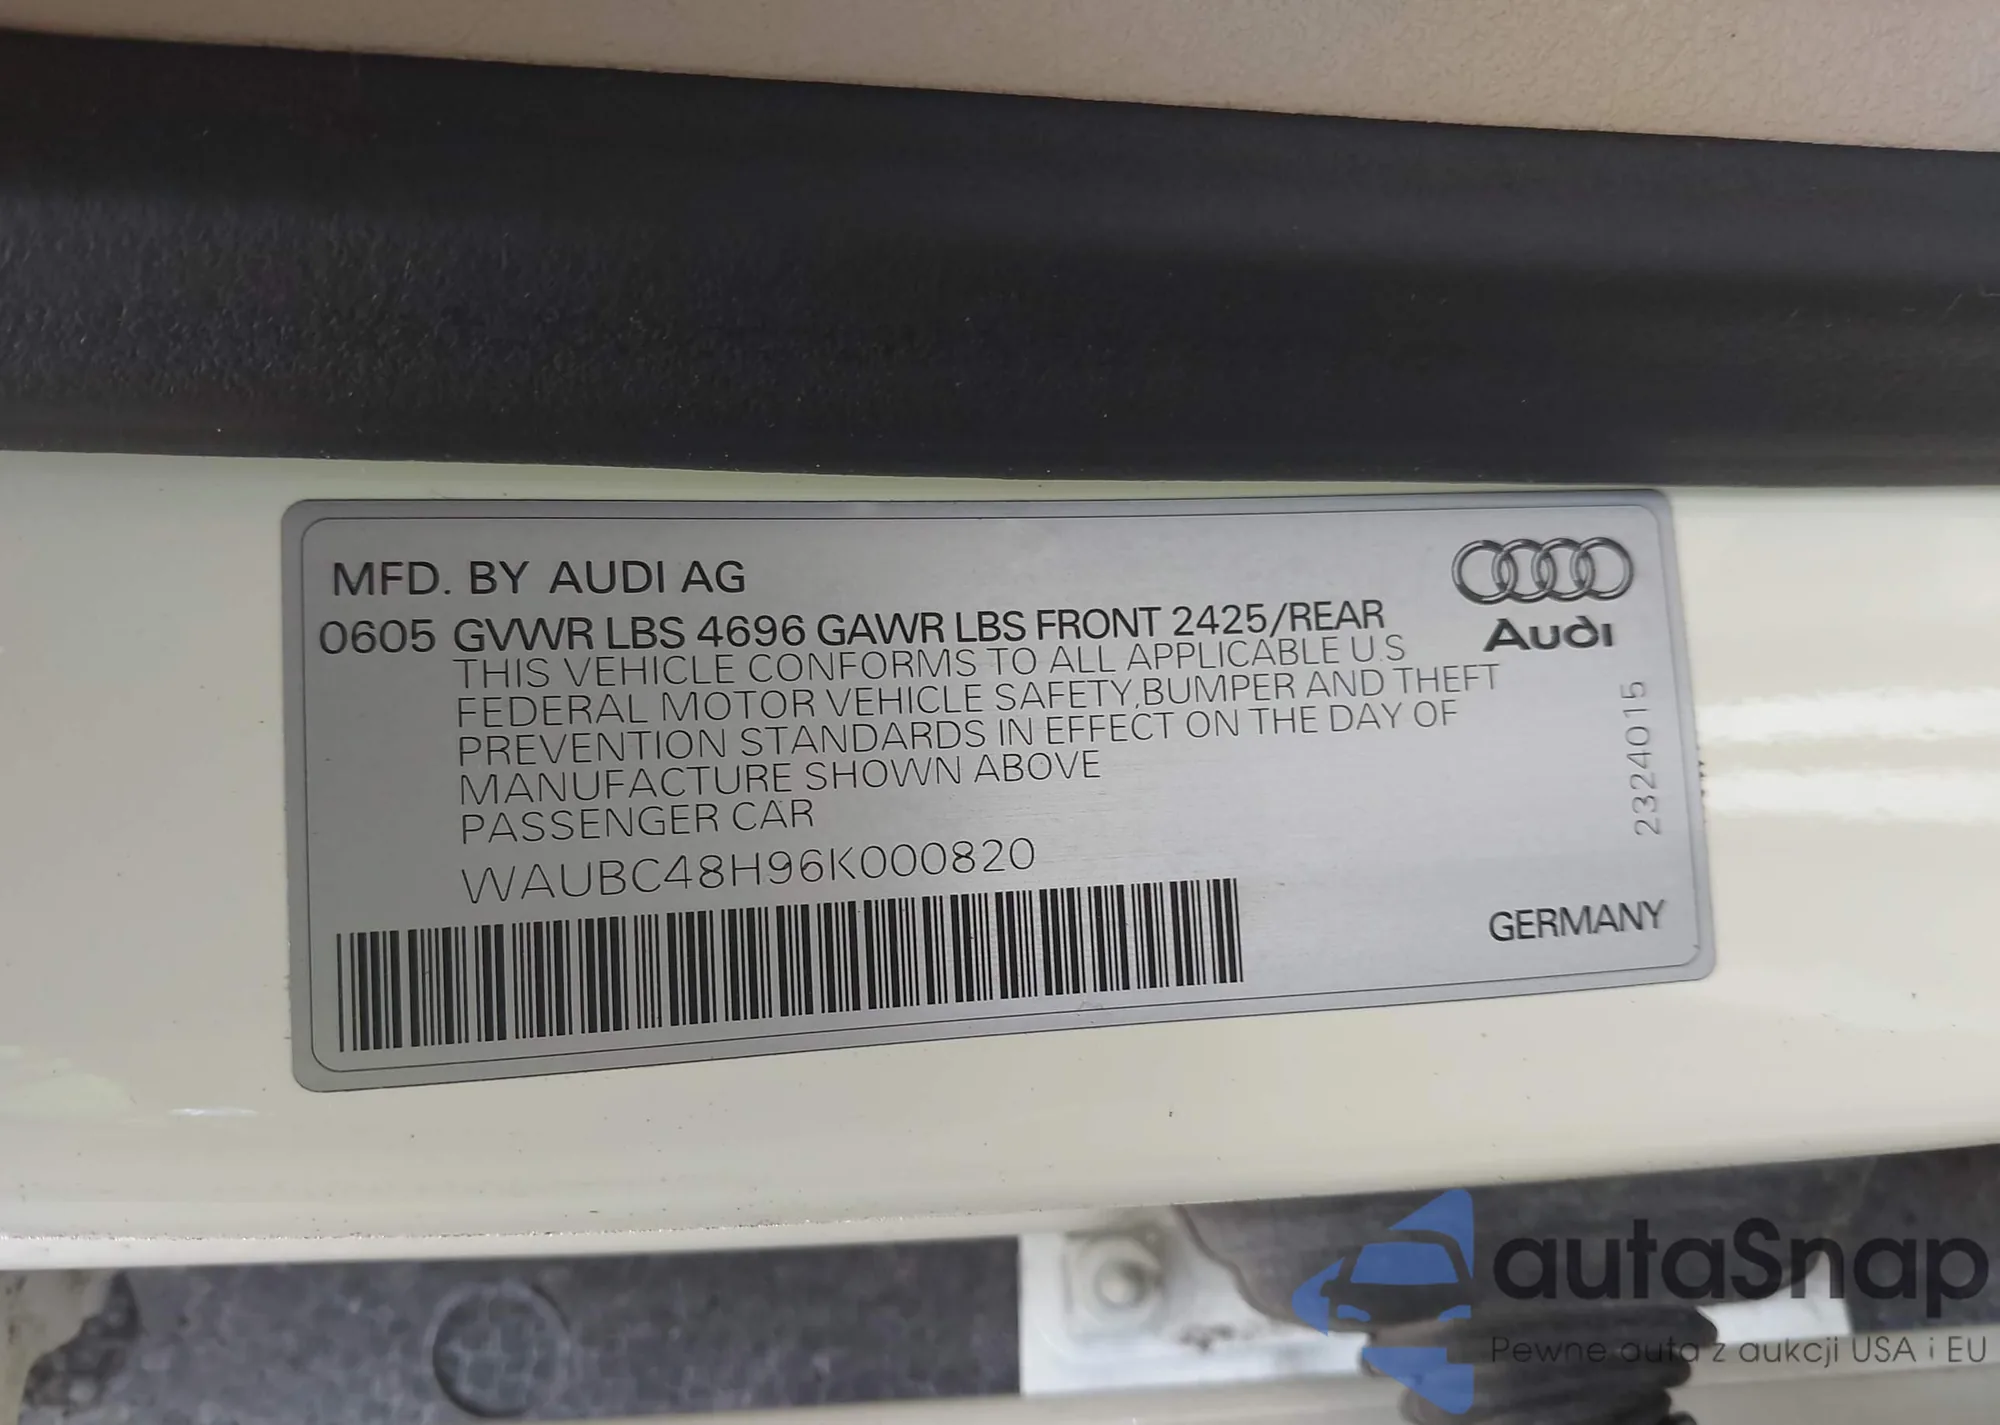 MFD. BY AUDI AG
0605 GVWR LBS 4696 GAWR LBS FRONT 2425/REAR
THIS VEHICLE CONFORMS TO ALL APPLICABLE U.S
FEDERAL MOTOR VEHICLE SAFETY,BUMPER AND THEFT
PREVENTION STANDARDS IN EFFECT ON THE DAY OF
MANUFACTURE SHOWN ABOVE
PASSENGER CAR
WAUBC48H96K000820
Audi
2324015
GERMANY
autaSnap
Pewne auta z aukcji USA i EU